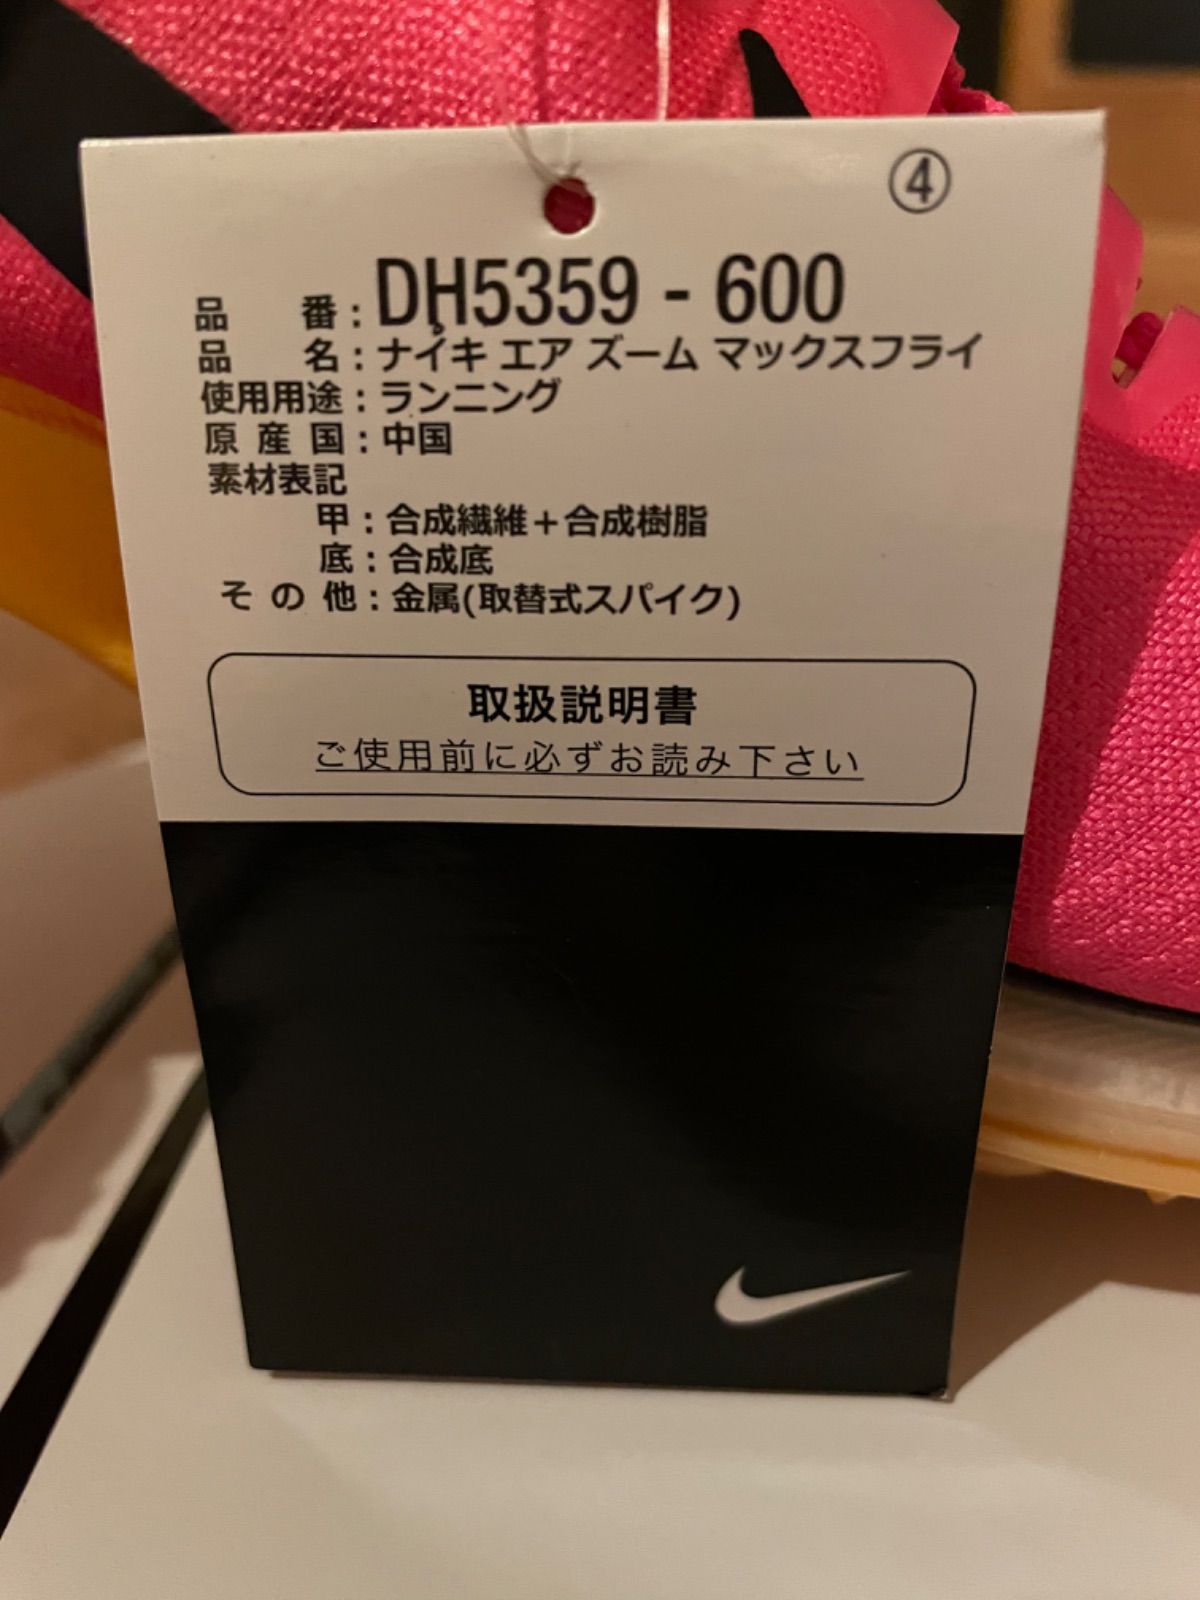 ④
品 番：DH5359 - 600
品 名：ナイキ エア ズーム マックスフライ
使用用途：ランニング
原 産 国：中国
素材表記
甲：合成繊維＋合成樹脂
底：合成底
そ の 他：金属(取替式スパイク)
取扱説明書
ご使用前に必ずお読み下さい